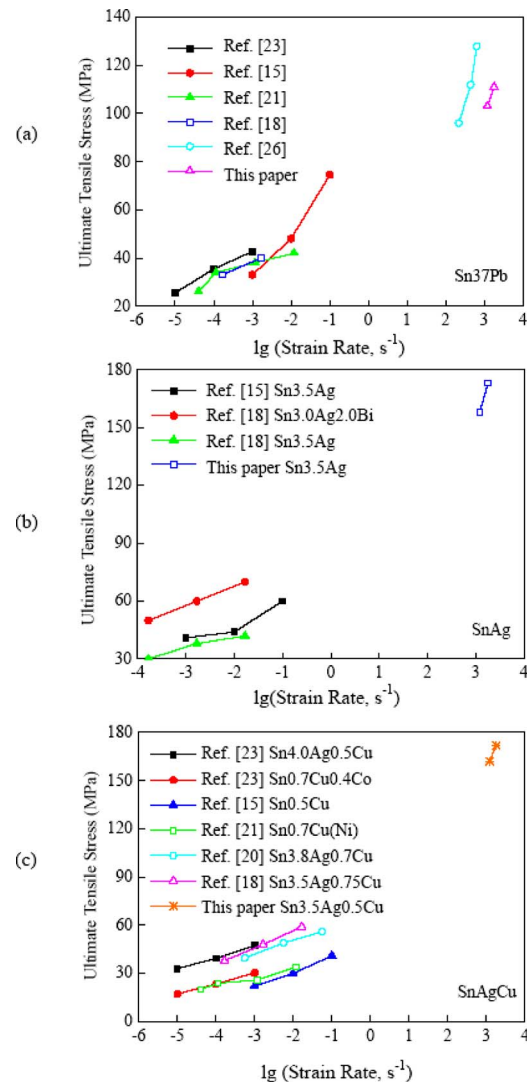 (a)
Ultimate Tensile Stress (MPa)
140
120
100
80
60
40
20
Ref. [23]
Ref. [15]
Ref. [21]
Ref. [18]
Ref. [26]
This paper
Sn37Pb
-6 -5 -4 -3 -2 -1 0 1 2 3 4
lg (Strain Rate, s⁻¹)
(b)
Ultimate Tensile Stress (MPa)
180
150
120
90
60
30
Ref. [15] Sn3.5Ag
Ref. [18] Sn3.0Ag2.0Bi
Ref. [18] Sn3.5Ag
This paper Sn3.5Ag
SnAg
-4 -3 -2 -1 0 1 2 3 4
lg(Strain Rate, s⁻¹)
(c)
Ultimate Tensile Stress (MPa)
180
150
120
90
60
30
0
Ref. [23] Sn4.0Ag0.5Cu
Ref. [23] Sn0.7Cu0.4Co
Ref. [15] Sn0.5Cu
Ref. [21] Sn0.7Cu(Ni)
Ref. [20] Sn3.8Ag0.7Cu
Ref. [18] Sn3.5Ag0.75Cu
This paper Sn3.5Ag0.5Cu
SnAgCu
-6 -5 -4 -3 -2 -1 0 1 2 3 4
lg (Strain Rate, s⁻¹)